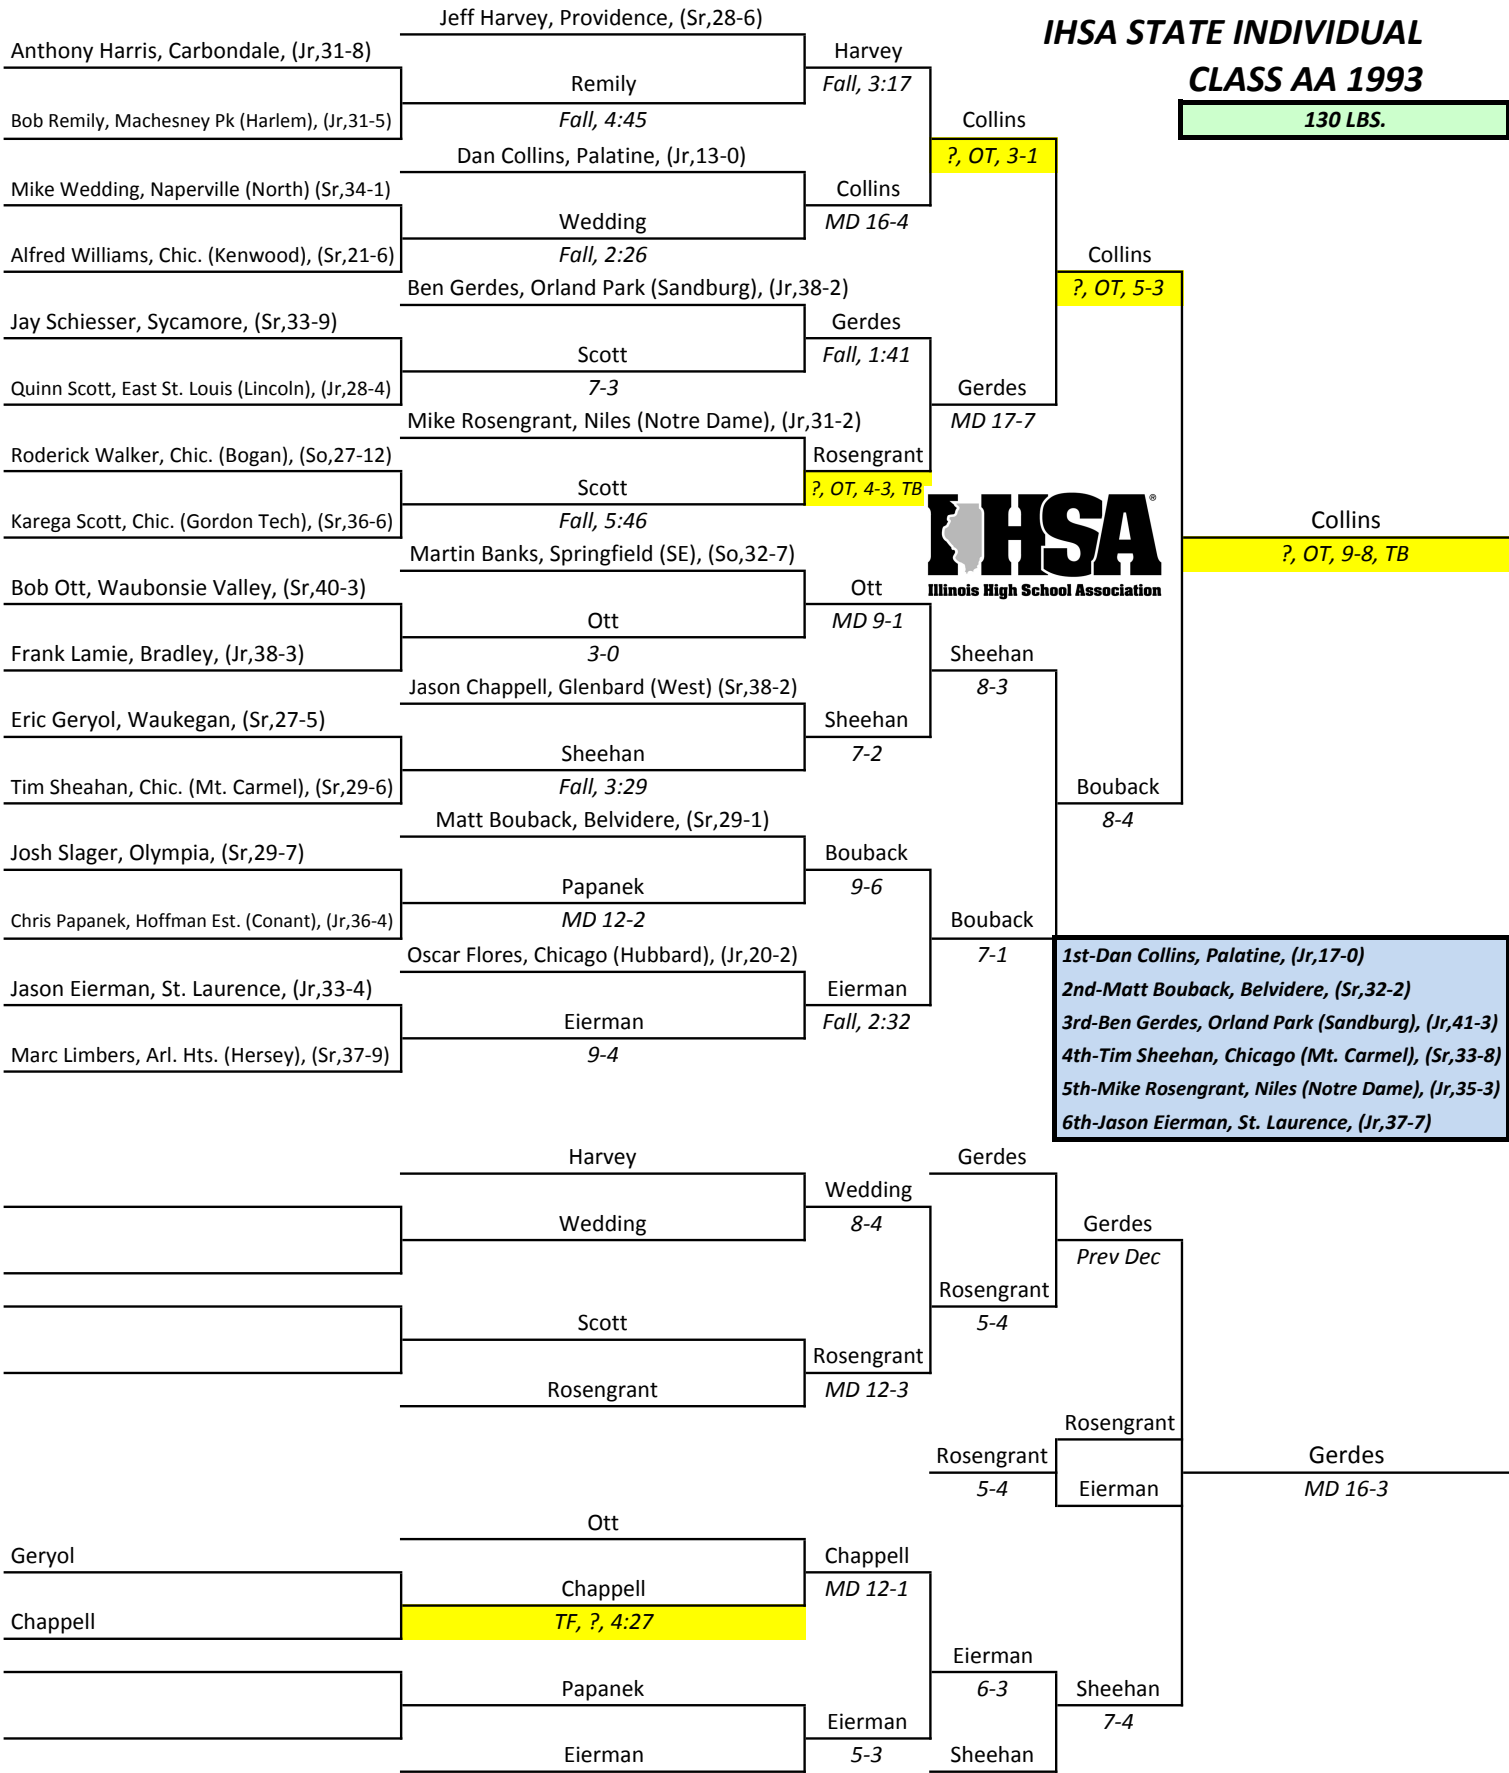 Jeff Harvey, Providence, (Sr,28-6)
IHSA STATE INDIVIDUAL
Anthony Harris, Carbondale, (Jr,31-8)
Harvey
CLASS AA 1993
Remily
Fall, 3:17
Bob Remily, Machesney Pk (Harlem), (Jr,31-5)
Fall, 4:45
Collins
130 LBS.
Dan Collins, Palatine, (Jr,13-0)
?, OT, 3-1
Mike Wedding, Naperville (North) (Sr,34-1)
Collins
Wedding
MD 16-4
Alfred Williams, Chic. (Kenwood), (Sr,21-6)
Fall, 2:26
Collins
Ben Gerdes, Orland Park (Sandburg), (Jr,38-2)
?, OT, 5-3
Jay Schiesser, Sycamore, (Sr,33-9)
Gerdes
Scott
Fall, 1:41
Quinn Scott, East St. Louis (Lincoln), (Jr,28-4)
7-3
Gerdes
Mike Rosengrant, Niles (Notre Dame), (Jr,31-2)
MD 17-7
Roderick Walker, Chic. (Bogan), (So,27-12)
Rosengrant
Scott
?, OT, 4-3, TB
IHSA®
Karega Scott, Chic. (Gordon Tech), (Sr,36-6)
Fall, 5:46
Collins
Martin Banks, Springfield (SE), (So,32-7)
?, OT, 9-8, TB
Bob Ott, Waubonsie Valley, (Sr,40-3)
Ott
Illinois High School Association
Ott
MD 9-1
Frank Lamie, Bradley, (Jr,38-3)
3-0
Sheehan
Jason Chappell, Glenbard (West) (Sr,38-2)
8-3
Eric Geryol, Waukegan, (Sr,27-5)
Sheehan
Sheehan
7-2
Tim Sheahan, Chic. (Mt. Carmel), (Sr,29-6)
Fall, 3:29
Bouback
Matt Bouback, Belvidere, (Sr,29-1)
8-4
Josh Slager, Olympia, (Sr,29-7)
Bouback
Papanek
9-6
Chris Papanek, Hoffman Est. (Conant), (Jr,36-4)
MD 12-2
Bouback
Oscar Flores, Chicago (Hubbard), (Jr,20-2)
7-1
1st-Dan Collins, Palatine, (Jr,17-0)
Jason Eierman, St. Laurence, (Jr,33-4)
Eierman
2nd-Matt Bouback, Belvidere, (Sr,32-2)
Eierman
Fall, 2:32
3rd-Ben Gerdes, Orland Park (Sandburg), (Jr,41-3)
Marc Limbers, Arl. Hts. (Hersey), (Sr,37-9)
9-4
4th-Tim Sheehan, Chicago (Mt. Carmel), (Sr,33-8)
5th-Mike Rosengrant, Niles (Notre Dame), (Jr,35-3)
6th-Jason Eierman, St. Laurence, (Jr,37-7)
Harvey
Gerdes
Wedding
Wedding
8-4
Gerdes
Prev Dec
Rosengrant
Scott
5-4
Rosengrant
Rosengrant
MD 12-3
Rosengrant
Rosengrant
Gerdes
5-4
Eierman
MD 16-3
Ott
Geryol
Chappell
Chappell
MD 12-1
Chappell
TF, ?, 4:27
Eierman
Papanek
6-3
Sheehan
Eierman
7-4
Eierman
5-3
Sheehan